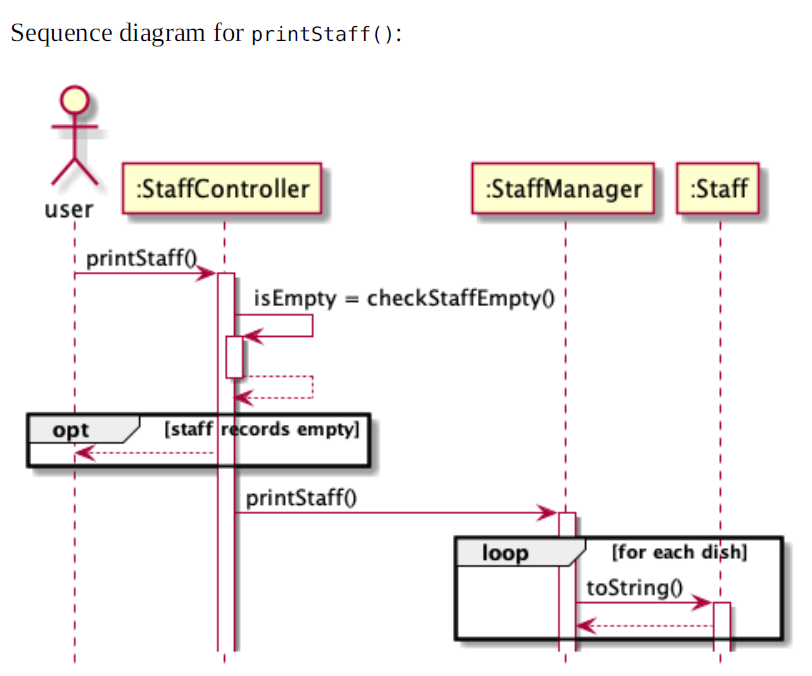 Sequence diagram for printStaff():
user
:StaffController
:StaffManager
:Staff
printStaff()
isEmpty = checkStaffEmpty()
opt [staff records empty]
printStaff()
loop [for each dish]
toString()